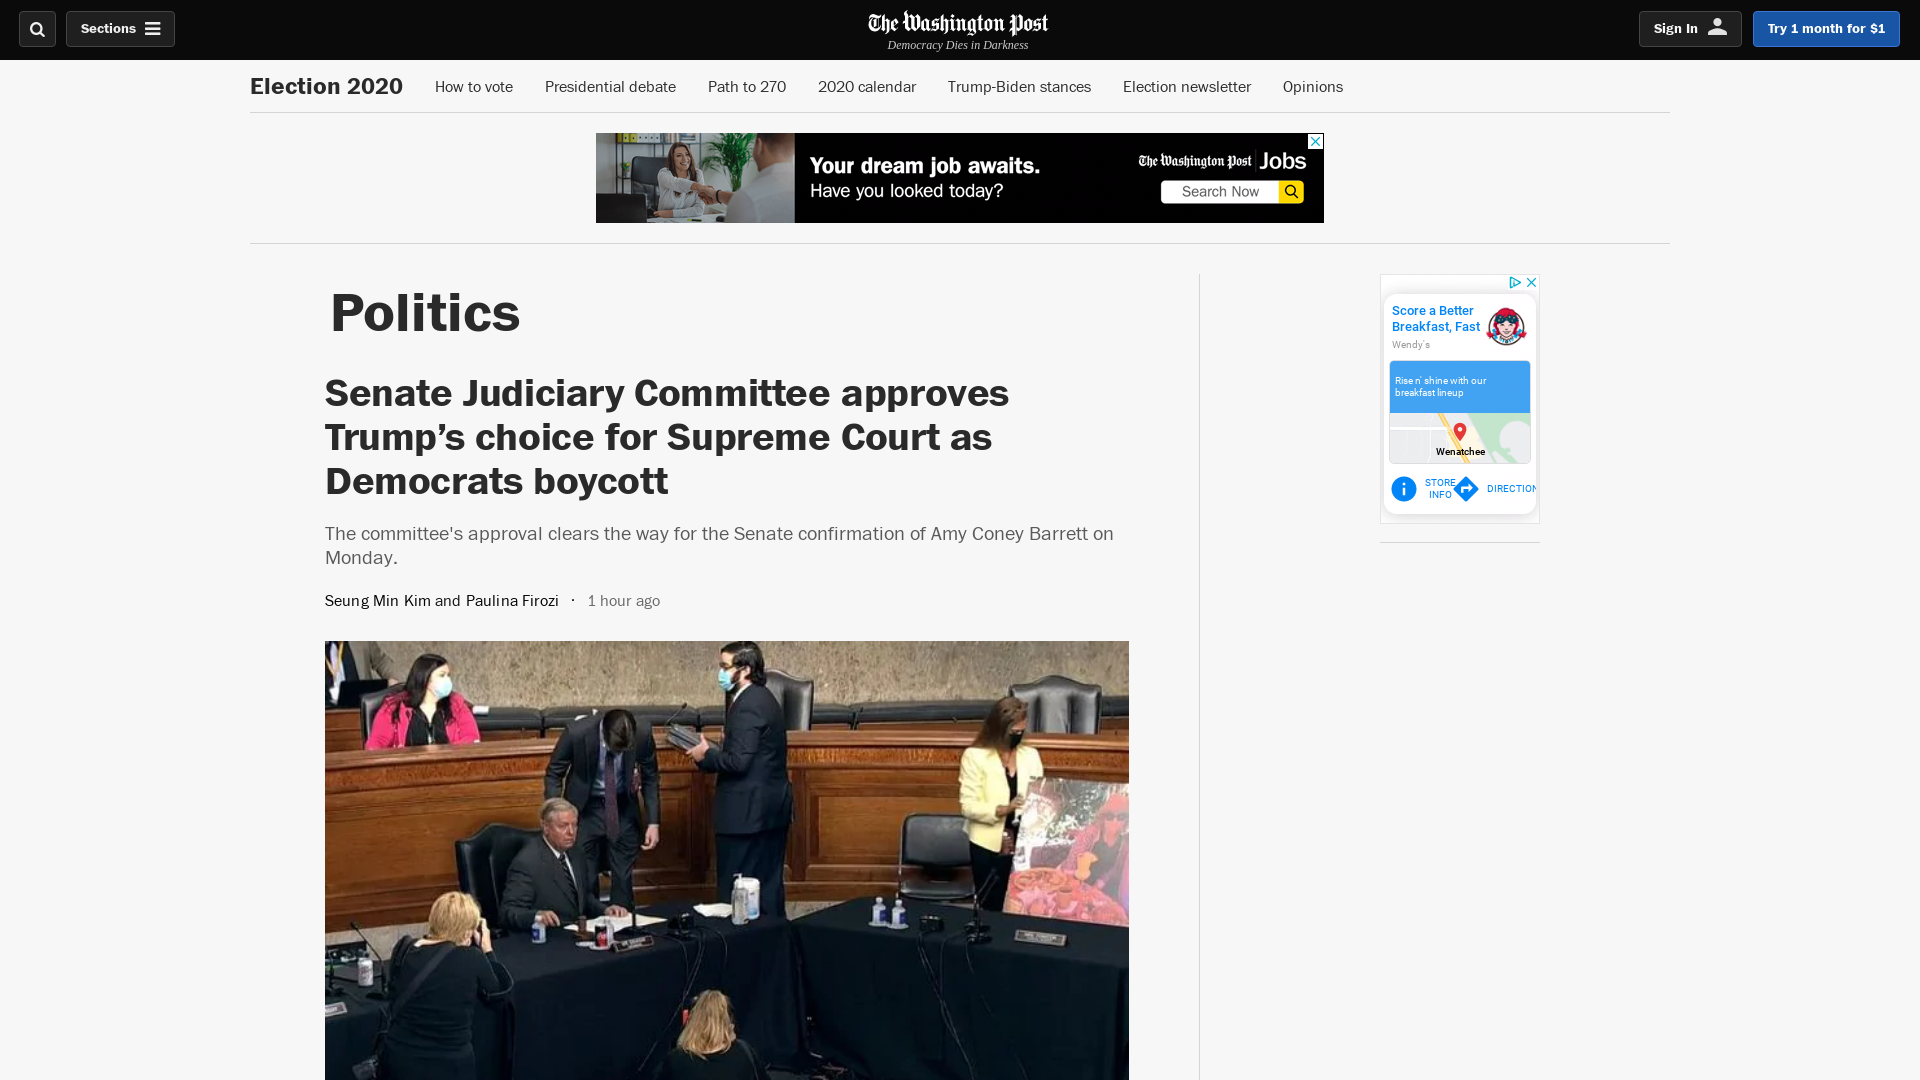 Sections
The Washington Post
Democracy Dies in Darkness
Sign In
Try 1 month for $1
Election 2020
How to vote
Presidential debate
Path to 270
2020 calendar
Trump-Biden stances
Election newsletter
Opinions
Your dream job awaits.
Have you looked today?
The Washington Post Jobs
Search Now
Politics
Senate Judiciary Committee approves
Trump’s choice for Supreme Court as
Democrats boycott
The committee's approval clears the way for the Senate confirmation of Amy Coney Barrett on
Monday.
Seung Min Kim and Paulina Firozi · 1 hour ago
Score a Better
Breakfast, Fast
Wendy's
Rise n' shine with our
breakfast lineup
Wenatchee
STORE
INFO
DIRECTION